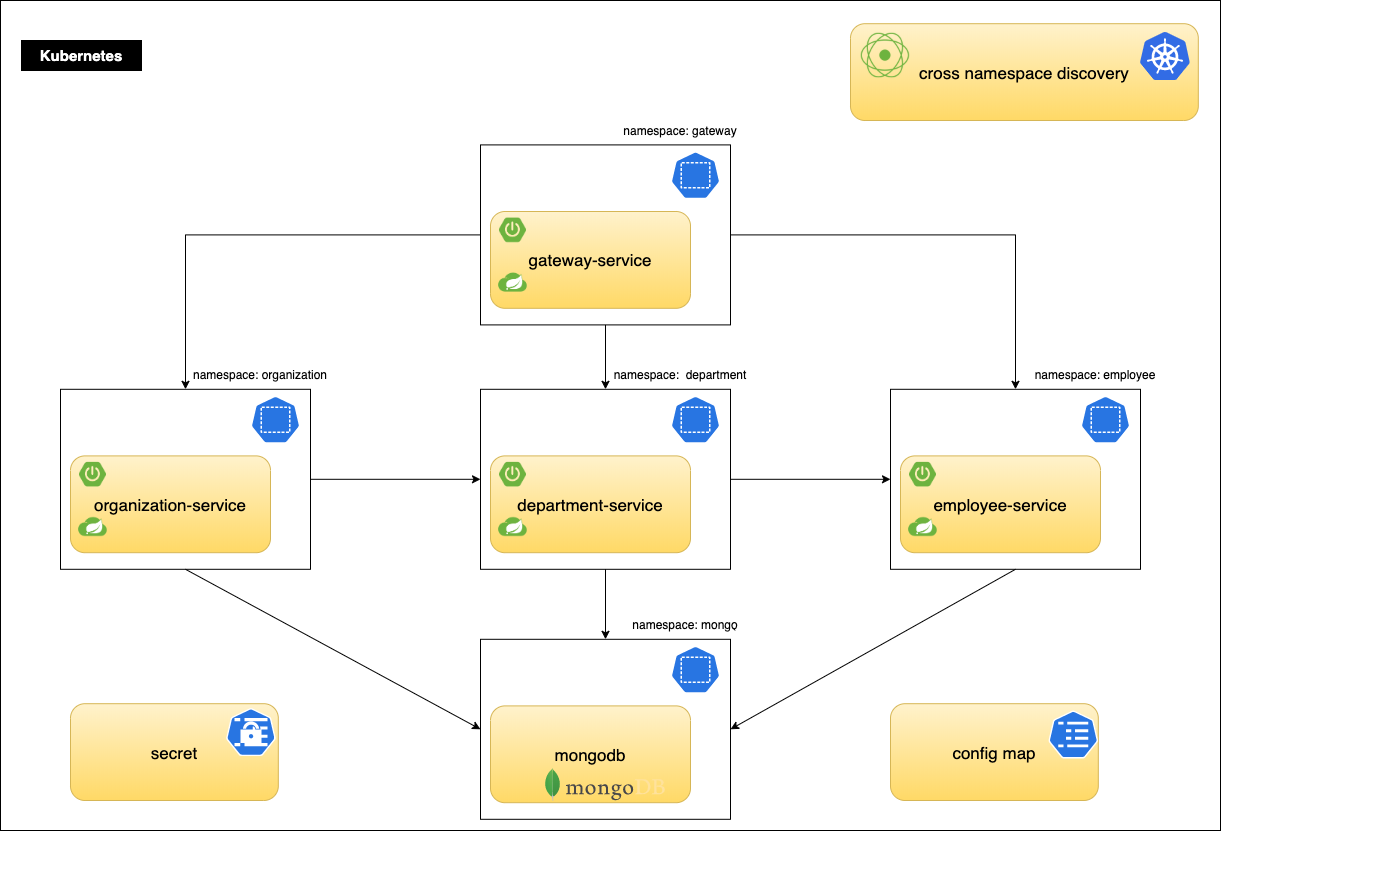 Kubernetes
cross namespace discovery
namespace: gateway
gateway-service
namespace: organization
namespace:  department
namespace: employee
organization-service
department-service
employee-service
namespace: mongo
secret
mongodb
mongoDB
config map